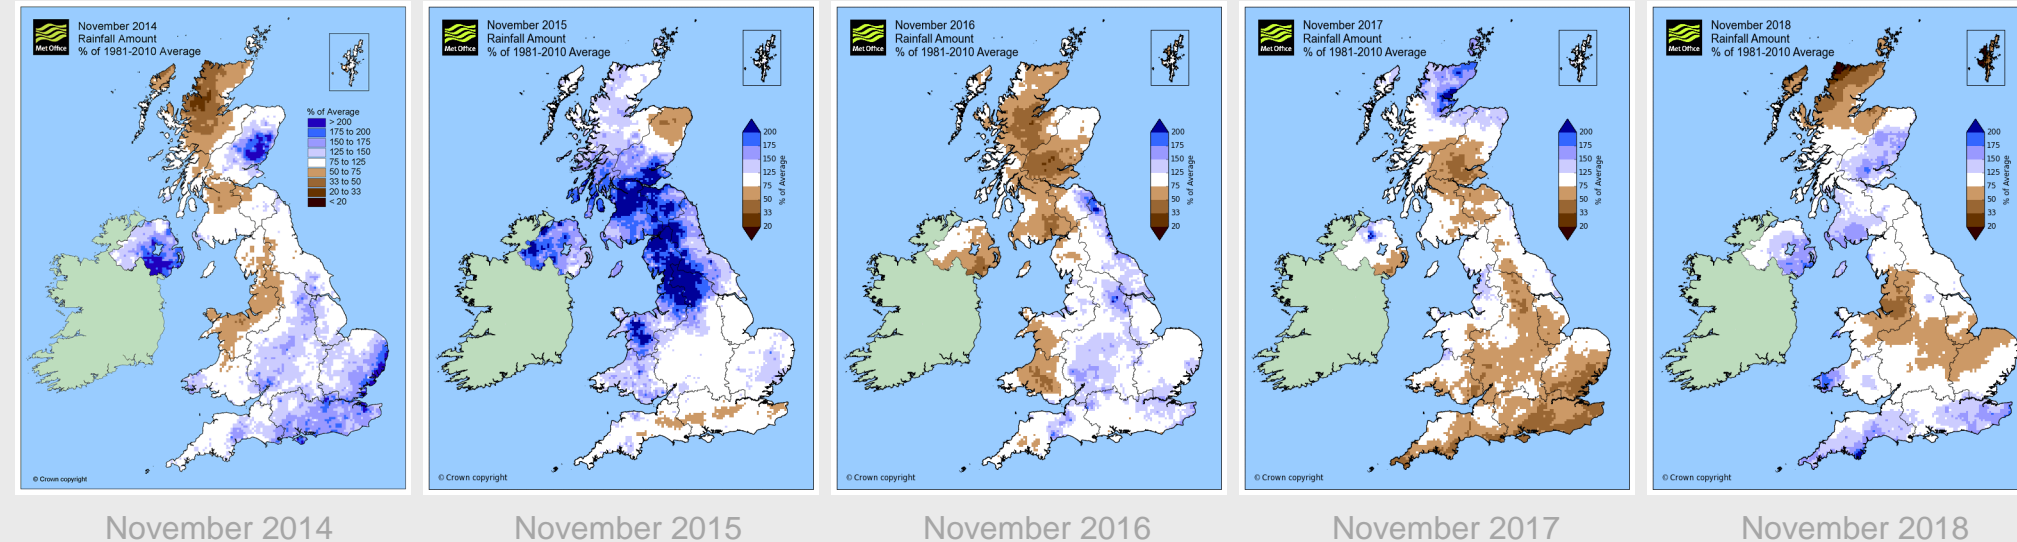 November 2014
Rainfall Amount
% of 1981-2010 Average
Met Office
% of Average
> 200
175 to 200
150 to 175
125 to 150
75 to 125
50 to 75
33 to 50
20 to 33
< 20
© Crown copyright
November 2014
November 2015
Rainfall Amount
% of 1981-2010 Average
Met Office
200
175
150
125
75
50
33
20
% of Average
© Crown copyright
November 2015
November 2016
Rainfall Amount
% of 1981-2010 Average
Met Office
200
175
150
125
75
50
33
20
% of Average
© Crown copyright
November 2016
November 2017
Rainfall Amount
% of 1981-2010 Average
Met Office
200
175
150
125
75
50
33
20
% of Average
© Crown copyright
November 2017
November 2018
Rainfall Amount
% of 1981-2010 Average
Met Office
200
175
150
125
75
50
33
20
% of Average
© Crown copyright
November 2018